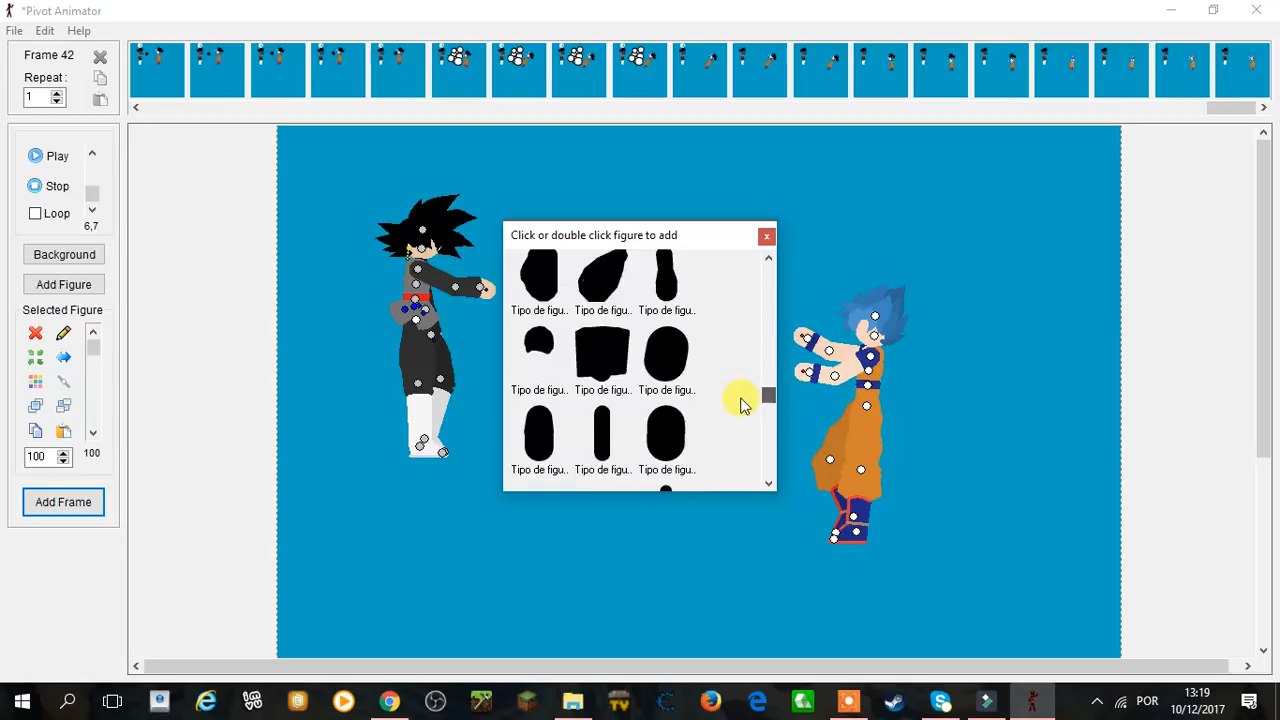 *Pivot Animator
File Edit Help
Frame 42
Repeat :
1
Play
Stop
Loop
6,7
Background
Add Figure
Selected Figure
100
100
Add Frame
Click or double click figure to add
Tipo de figu.. Tipo de figu.. Tipo de figu..
Tipo de figu.. Tipo de figu.. Tipo de figu..
Tipo de figu.. Tipo de figu.. Tipo de figu..
TV
POR
13:19
10/12/2017